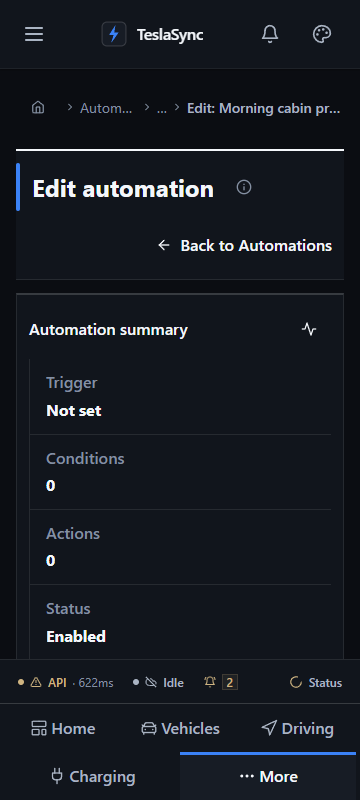 TeslaSync
Autom... ... Edit: Morning cabin pr...
Edit automation
Back to Automations
Automation summary
Trigger
Not set
Conditions
0
Actions
0
Status
Enabled
API · 622ms Idle 2 Status
Home Vehicles Driving
Charging More